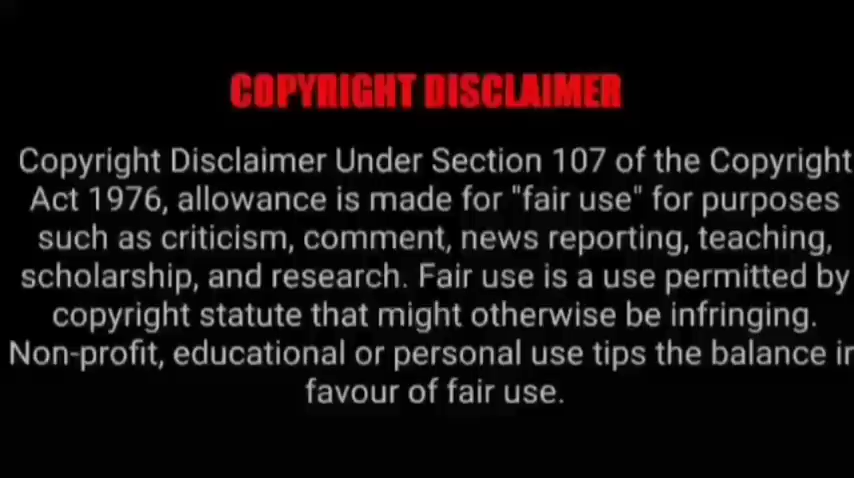 COPYRIGHT DISCLAIMER
Copyright Disclaimer Under Section 107 of the Copyright
Act 1976, allowance is made for "fair use" for purposes
such as criticism, comment, news reporting, teaching,
scholarship, and research. Fair use is a use permitted by
copyright statute that might otherwise be infringing.
Non-profit, educational or personal use tips the balance in
favour of fair use.